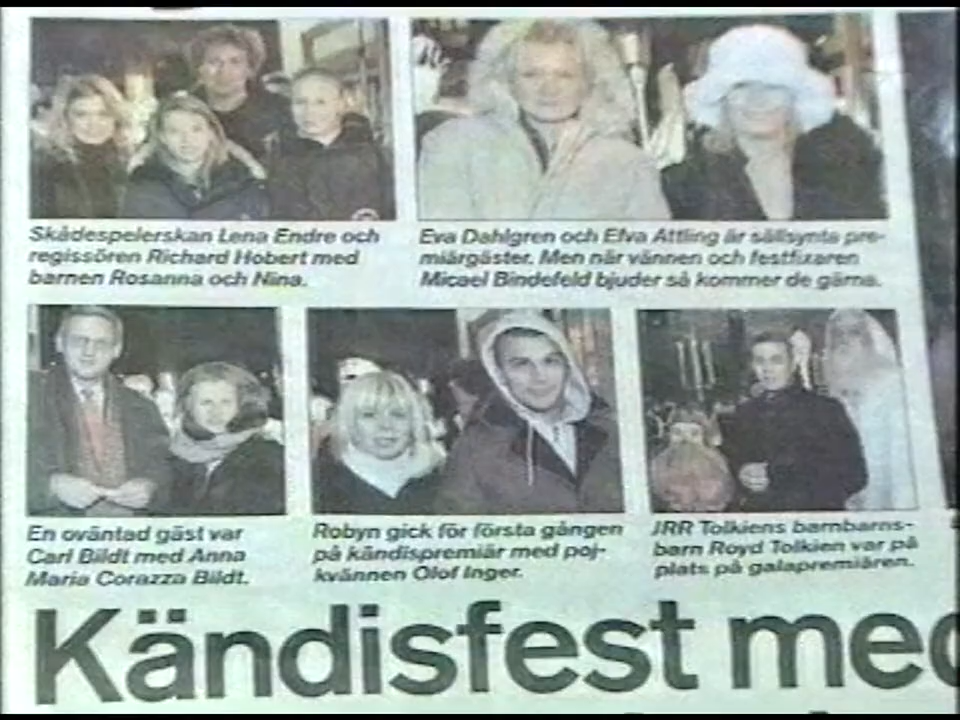 Skådespelerskan Lena Endre och
regissören Richard Hobert med
barnen Rosanna och Nina.
Eva Dahlgren och Efva Attling är sällsynta pre-
miärgäster. Men när vännen och festfixaren
Micael Bindefeld bjuder så kommer de gärna.
En oväntad gäst var
Carl Bildt med Anna
Maria Corazza Bildt.
Robyn gick för första gången
på kändispremiär med poj-
kvännen Olof Inger.
JRR Tolkiens barnbarns-
barn Royd Tolkien var på
plats på galapremiären.
Kändisfest med